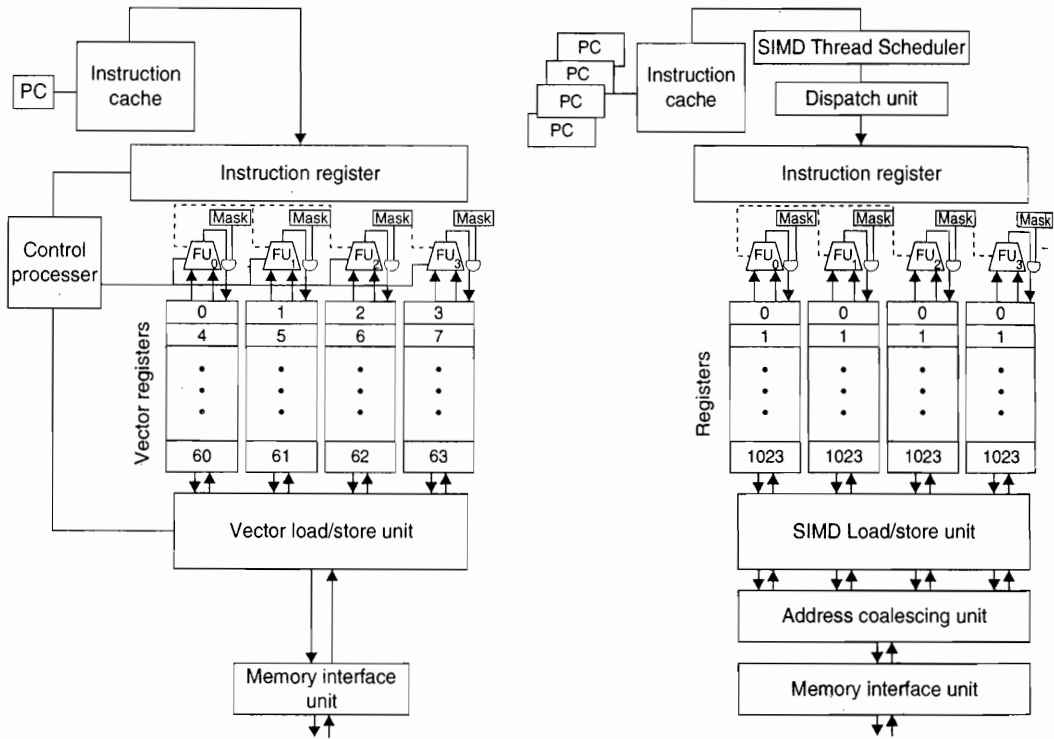 PC
Instruction
cache
Instruction register
Control
processer
Mask
Mask
Mask
Mask
FU0
FU1
FU2
FU3
Vector registers
0
1
2
3
4
5
6
7
60
61
62
63
Vector load/store unit
Memory interface
unit
PC
PC
PC
PC
Instruction
cache
SIMD Thread Scheduler
Dispatch unit
Instruction register
Mask
Mask
Mask
Mask
FU0
FU1
FU2
FU3
Registers
0
0
0
0
1
1
1
1
1023
1023
1023
1023
SIMD Load/store unit
Address coalescing unit
Memory interface unit